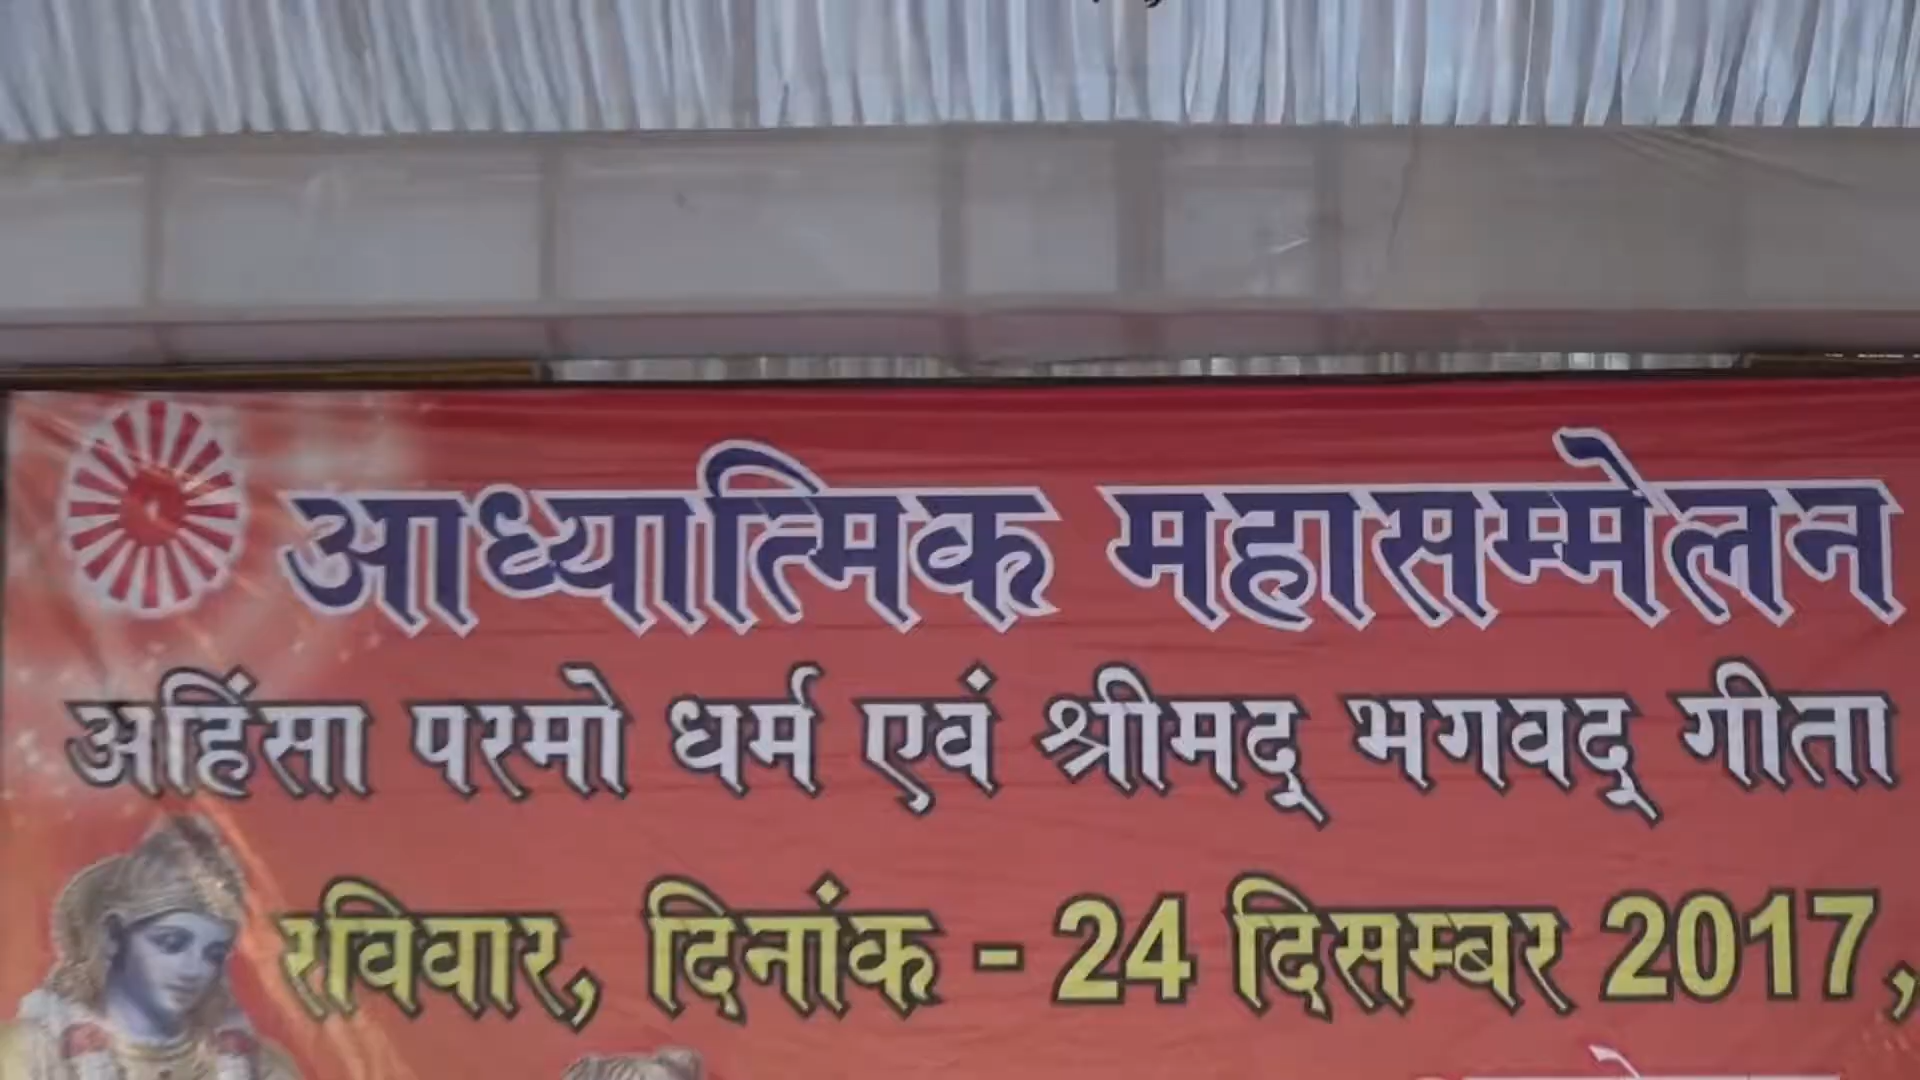 आध्यात्मिक महासम्मेलन
अहिंसा परमो धर्म एवं श्रीमद् भगवद् गीता
रविवार, दिनांक - 24 दिसम्बर 2017,